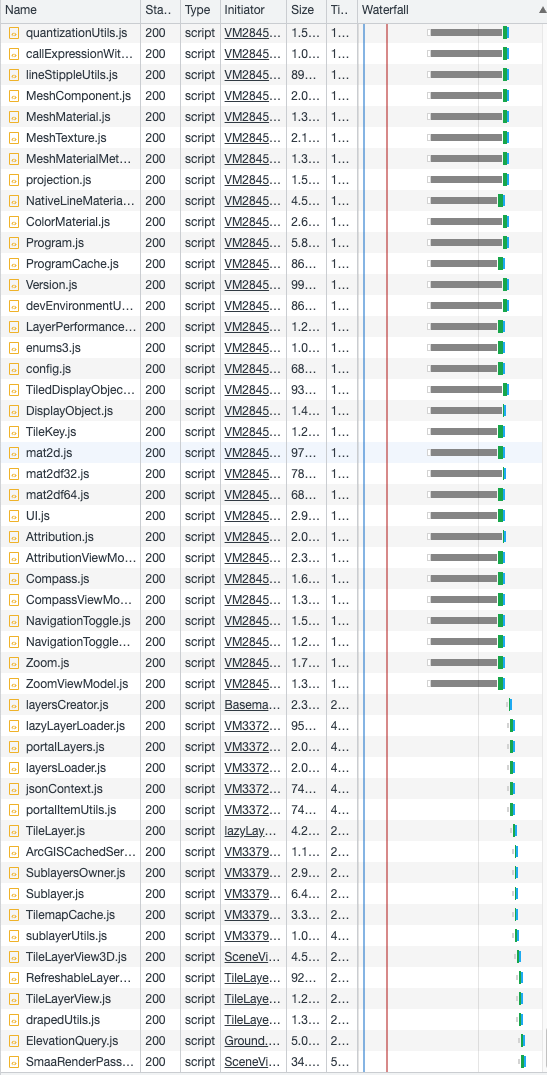 Name Sta.. Type Initiator Size Ti... Waterfall
quantizationUtils.js 200 script VM2845... 1.5... 1...
callExpressionWit... 200 script VM2845... 1.0... 1...
lineStippleUtils.js 200 script VM2845... 89... 1...
MeshComponent.js 200 script VM2845... 2.0... 1...
MeshMaterial.js 200 script VM2845... 1.3... 1...
MeshTexture.js 200 script VM2845... 2.1... 1...
MeshMaterialMet... 200 script VM2845... 1.3... 1...
projection.js 200 script VM2845... 1.5... 1...
NativeLineMateria... 200 script VM2845... 4.5... 1...
ColorMaterial.js 200 script VM2845... 2.6... 1...
Program.js 200 script VM2845... 5.8... 1...
ProgramCache.js 200 script VM2845... 86... 1...
Version.js 200 script VM2845... 99... 1...
devEnvironmentU... 200 script VM2845... 86... 1...
LayerPerformance... 200 script VM2845... 1.2... 1...
enums3.js 200 script VM2845... 1.0... 1...
config.js 200 script VM2845... 68... 1...
TiledDisplayObjec... 200 script VM2845... 93... 1...
DisplayObject.js 200 script VM2845... 1.4... 1...
TileKey.js 200 script VM2845... 1.2... 1...
mat2d.js 200 script VM2845... 97... 1...
mat2df32.js 200 script VM2845... 78... 1...
mat2df64.js 200 script VM2845... 68... 1...
UI.js 200 script VM2845... 2.9... 1...
Attribution.js 200 script VM2845... 2.0... 1...
AttributionViewMo... 200 script VM2845... 2.3... 1...
Compass.js 200 script VM2845... 1.6... 1...
CompassViewMo... 200 script VM2845... 1.3... 1...
NavigationToggle.js 200 script VM2845... 1.5... 1...
NavigationToggle... 200 script VM2845... 1.2... 1...
Zoom.js 200 script VM2845... 1.7... 1...
ZoomViewModel.js 200 script VM2845... 1.3... 1...
layersCreator.js 200 script Basema... 2.3... 2...
lazyLayerLoader.js 200 script VM3372... 95... 4...
portalLayers.js 200 script VM3372... 2.0... 4...
layersLoader.js 200 script VM3372... 2.0... 4...
jsonContext.js 200 script VM3372... 74... 4...
portalItemUtils.js 200 script VM3372... 74... 4...
TileLayer.js 200 script lazyLay... 4.2... 2...
ArcGISCachedSer... 200 script VM3379... 1.1... 2...
SublayersOwner.js 200 script VM3379... 2.9... 2...
Sublayer.js 200 script VM3379... 6.4... 2...
TilemapCache.js 200 script VM3379... 3.3... 2...
sublayerUtils.js 200 script VM3379... 1.0... 4...
TileLayerView3D.js 200 script SceneVi... 4.5... 2...
RefreshableLayer... 200 script TileLaye... 92... 2...
TileLayerView.js 200 script TileLaye... 1.2... 2...
drapedUtils.js 200 script TileLaye... 1.3... 2...
ElevationQuery.js 200 script Ground.... 5.0... 2...
SmaaRenderPass... 200 script SceneVi... 34.... 5...